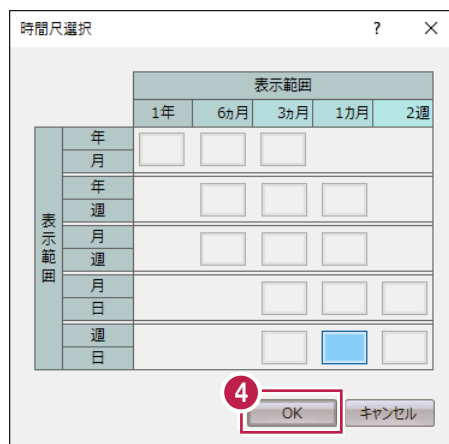 時間尺選択 ?
表示範囲
1年 6ヵ月 3ヵ月 1カ月 2週
表示範囲
年
月
年
週
月
週
月
日
週
日
4
OK キャンセル